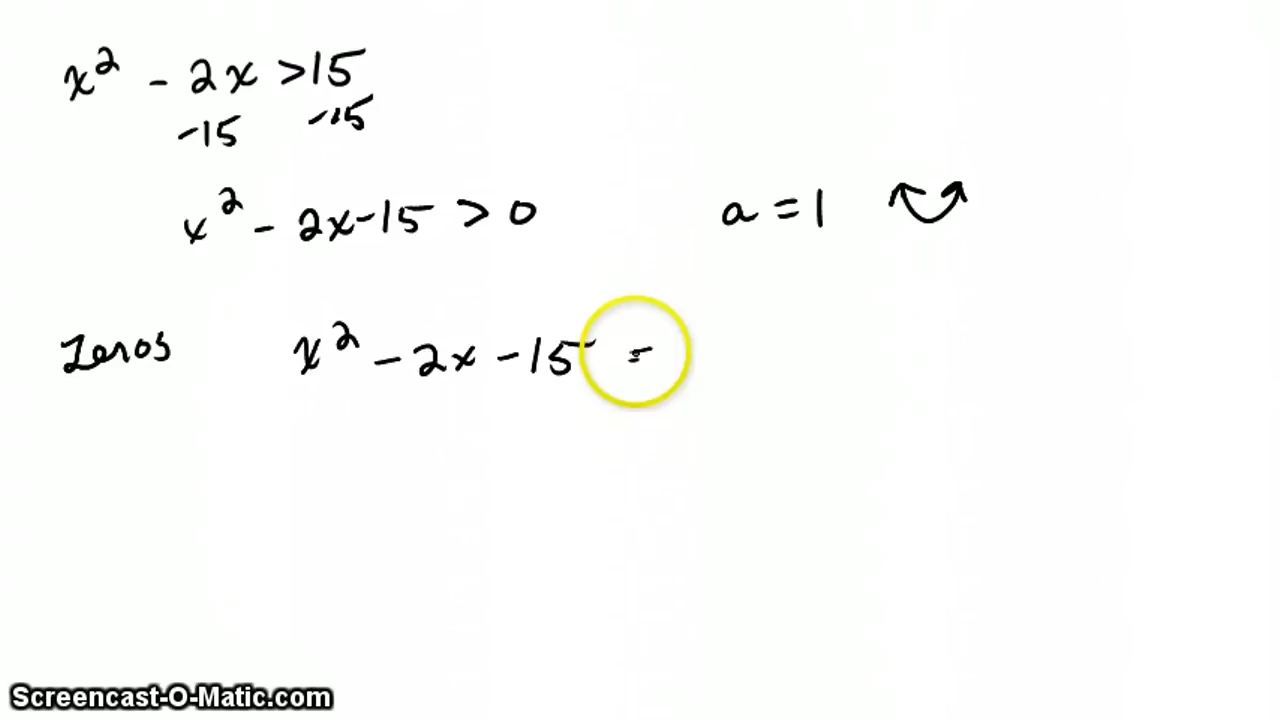 x² - 2x > 15
-15 -15
x² - 2x - 15 > 0 a = 1
Zeros x² - 2x - 15 =
Screencast-O-Matic.com